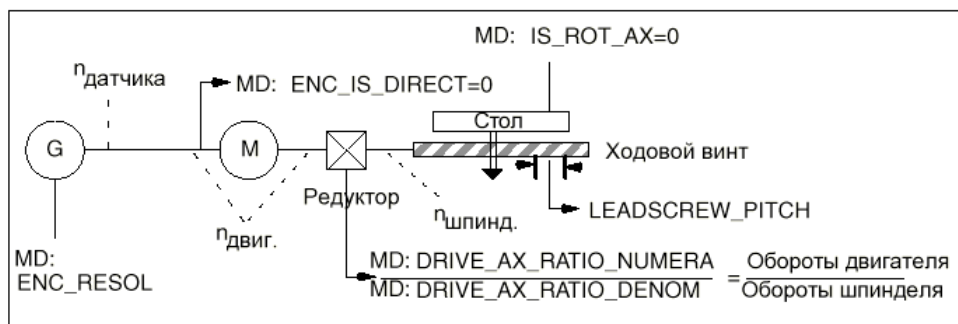 MD: IS_ROT_AX=0
nдатчика
MD: ENC_IS_DIRECT=0
Стол
G
M
Ходовой винт
Редуктор
nшпинд.
LEADSCREW_PITCH
nдвиг.
MD:
ENC_RESOL
MD: DRIVE_AX_RATIO_NUMERA = Обороты двигателя
MD: DRIVE_AX_RATIO_DENOM Обороты шпинделя